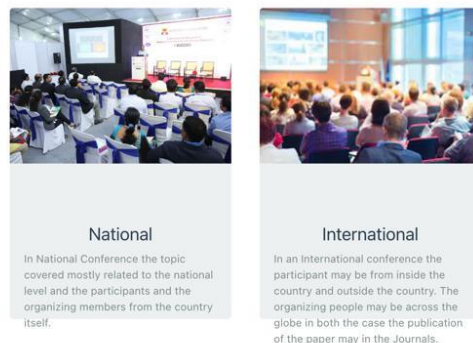 National
In National Conference the topic
covered mostly related to the national
level and the participants and the
organizing members from the country
itself.
International
In an International conference the
participant may be from inside the
country and outside the country. The
organizing people may be across the
globe in both the case the publication
of the paper may in the Journals.